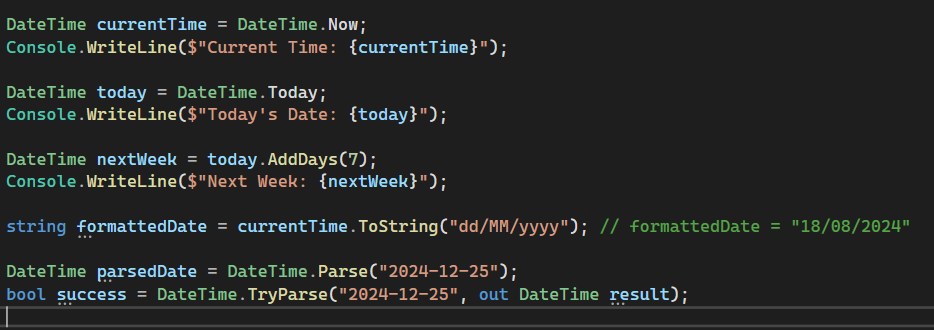 DateTime currentTime = DateTime.Now;
Console.WriteLine($"Current Time: {currentTime}");
DateTime today = DateTime.Today;
Console.WriteLine($"Today's Date: {today}");
DateTime nextWeek = today.AddDays(7);
Console.WriteLine($"Next Week: {nextWeek}");
string formattedDate = currentTime.ToString("dd/MM/yyyy"); // formattedDate = "18/08/2024"
DateTime parsedDate = DateTime.Parse("2024-12-25");
bool success = DateTime.TryParse("2024-12-25", out DateTime result);